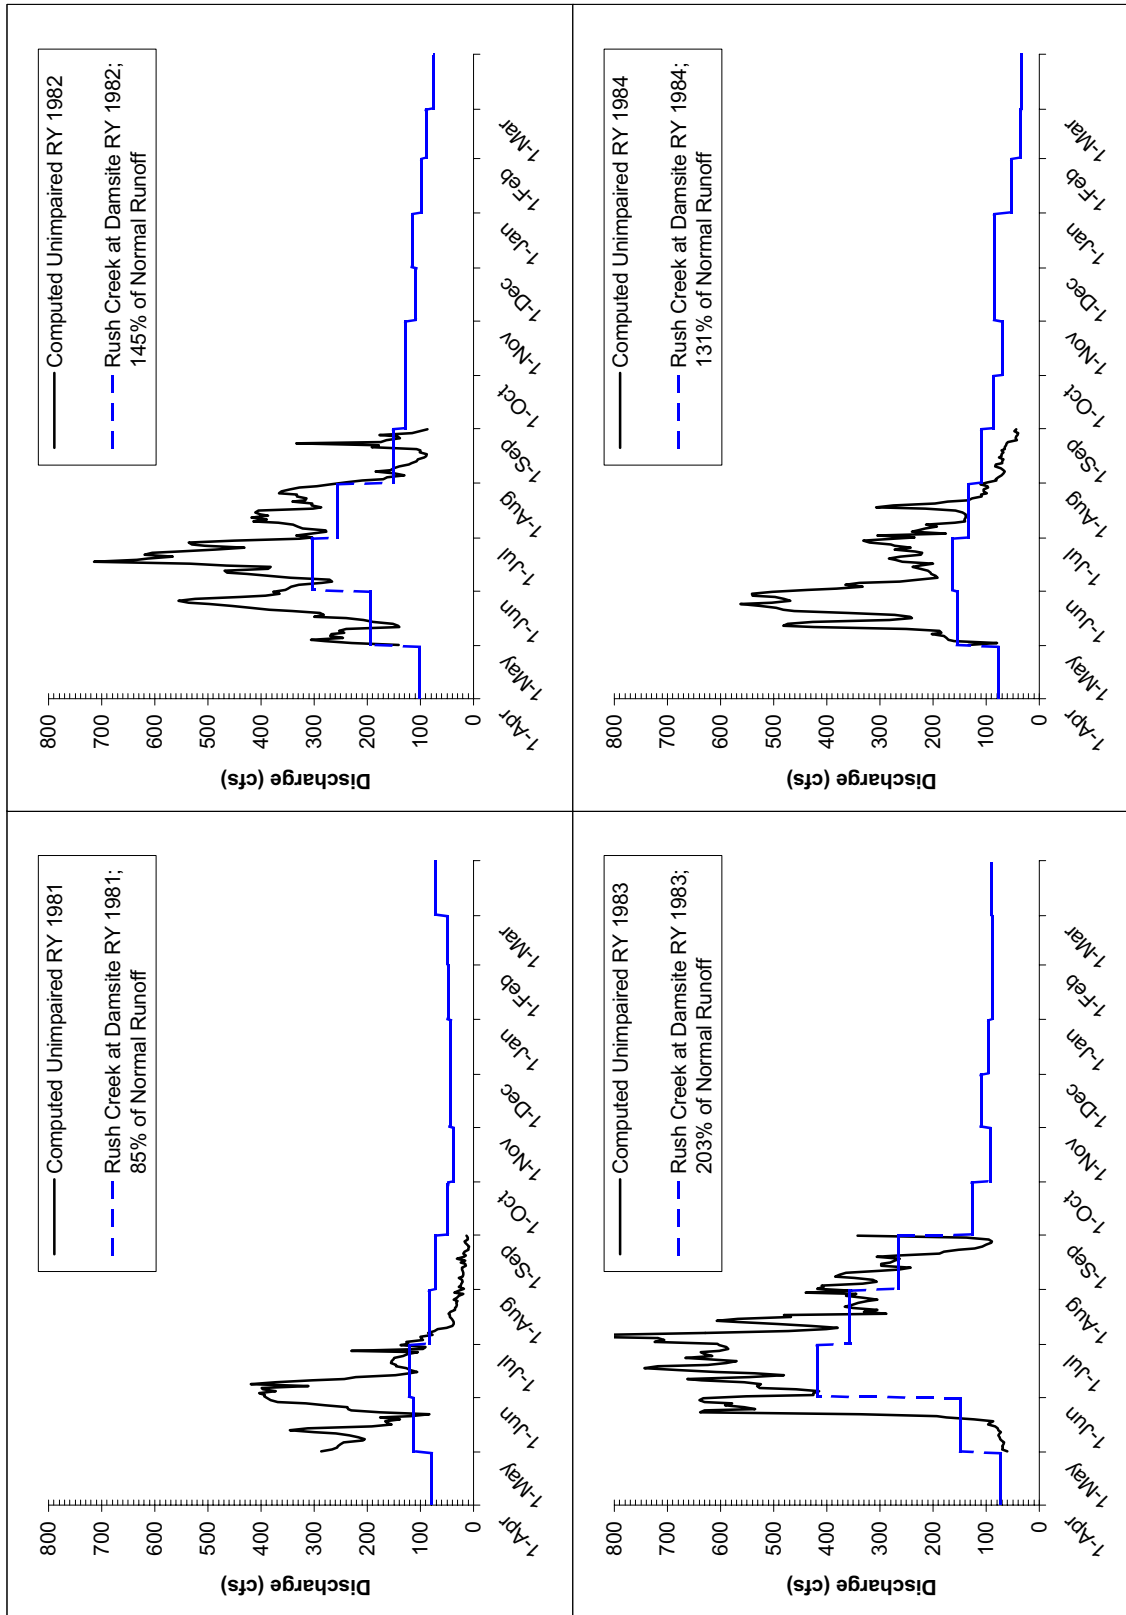 800
700
600
500
400
300
200
100
0
Discharge (cfs)
1-Apr
1-May
1-Jun
1-Jul
1-Aug
1-Sep
1-Oct
1-Nov
1-Dec
1-Jan
1-Feb
1-Mar
Computed Unimpaired RY 1981
Rush Creek at Damsite RY 1981;
85% of Normal Runoff
800
700
600
500
400
300
200
100
0
Discharge (cfs)
1-Apr
1-May
1-Jun
1-Jul
1-Aug
1-Sep
1-Oct
1-Nov
1-Dec
1-Jan
1-Feb
1-Mar
Computed Unimpaired RY 1982
Rush Creek at Damsite RY 1982;
145% of Normal Runoff
800
700
600
500
400
300
200
100
0
Discharge (cfs)
1-Apr
1-May
1-Jun
1-Jul
1-Aug
1-Sep
1-Oct
1-Nov
1-Dec
1-Jan
1-Feb
1-Mar
Computed Unimpaired RY 1983
Rush Creek at Damsite RY 1983;
203% of Normal Runoff
800
700
600
500
400
300
200
100
0
Discharge (cfs)
1-Apr
1-May
1-Jun
1-Jul
1-Aug
1-Sep
1-Oct
1-Nov
1-Dec
1-Jan
1-Feb
1-Mar
Computed Unimpaired RY 1984
Rush Creek at Damsite RY 1984;
131% of Normal Runoff